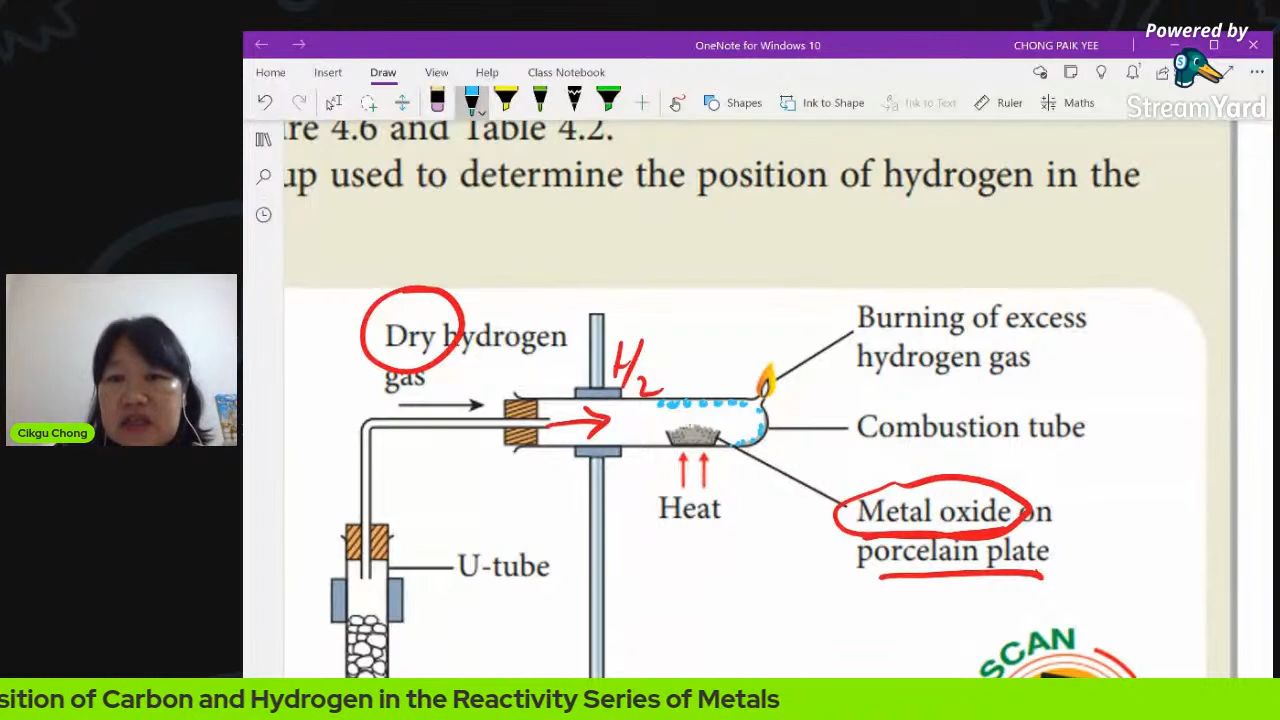 Powered by
StreamYard
OneNote for Windows 10
CHONG PAIK YEE
Home Insert Draw View Help Class Notebook
Shapes Ink to Shape Ink to Text Ruler Maths
ure 4.6 and Table 4.2.
up used to determine the position of hydrogen in the
Dry hydrogen
gas
H2
Burning of excess
hydrogen gas
Combustion tube
Heat
Metal oxide on
porcelain plate
U-tube
SCAN
Cikgu Chong
sition of Carbon and Hydrogen in the Reactivity Series of Metals